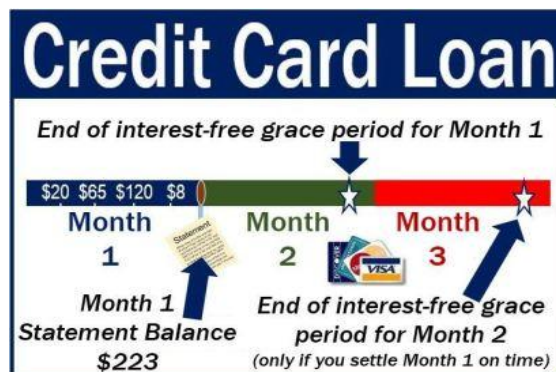 Credit Card Loan
End of interest-free grace period for Month 1
$20 $65 $120 $8
Month
1
Statement
Month
2
DISCOVER
VISA
Month
3
Month 1
Statement Balance
$223
End of interest-free grace
period for Month 2
(only if you settle Month 1 on time)